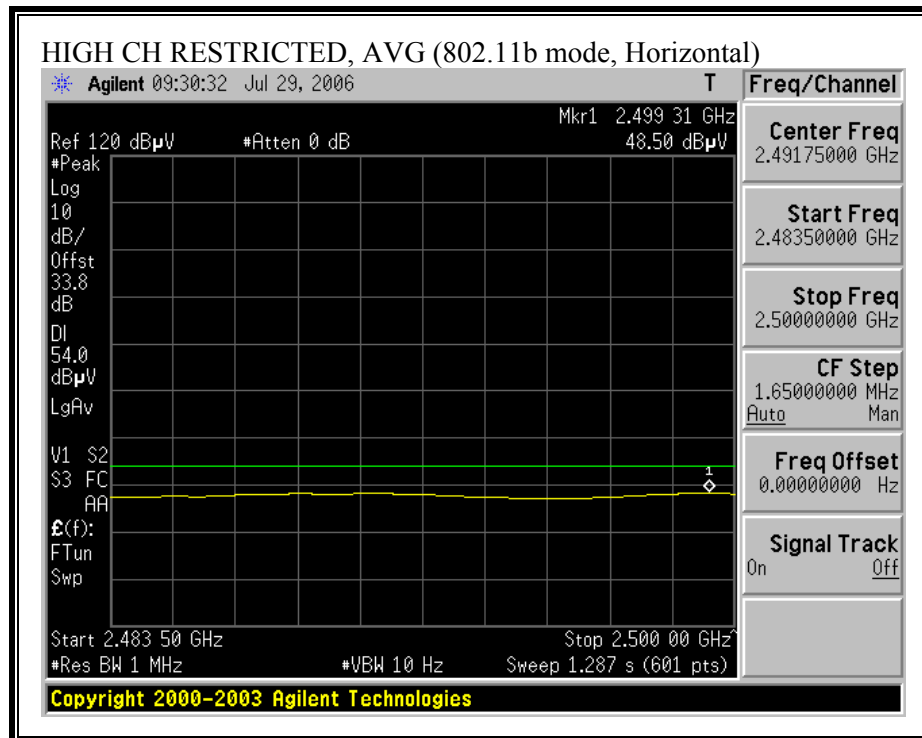 HIGH CH RESTRICTED, AVG (802.11b mode, Horizontal)
Agilent 09:30:32 Jul 29, 2006 T
Mkr1 2.499 31 GHz
Ref 120 dBµV #Atten 0 dB 48.50 dBµV
#Peak
Log
10
dB/
Offst
33.8
dB
DI
54.0
dBµV
LgAv
V1 S2
S3 FC
AA
£(f):
FTun
Swp
1
Start 2.483 50 GHz Stop 2.500 00 GHz^
#Res BW 1 MHz #VBW 10 Hz Sweep 1.287 s (601 pts)
Freq/Channel
Center Freq
2.49175000 GHz
Start Freq
2.48350000 GHz
Stop Freq
2.50000000 GHz
CF Step
1.65000000 MHz
Auto Man
Freq Offset
0.00000000 Hz
Signal Track
On Off
Copyright 2000-2003 Agilent Technologies